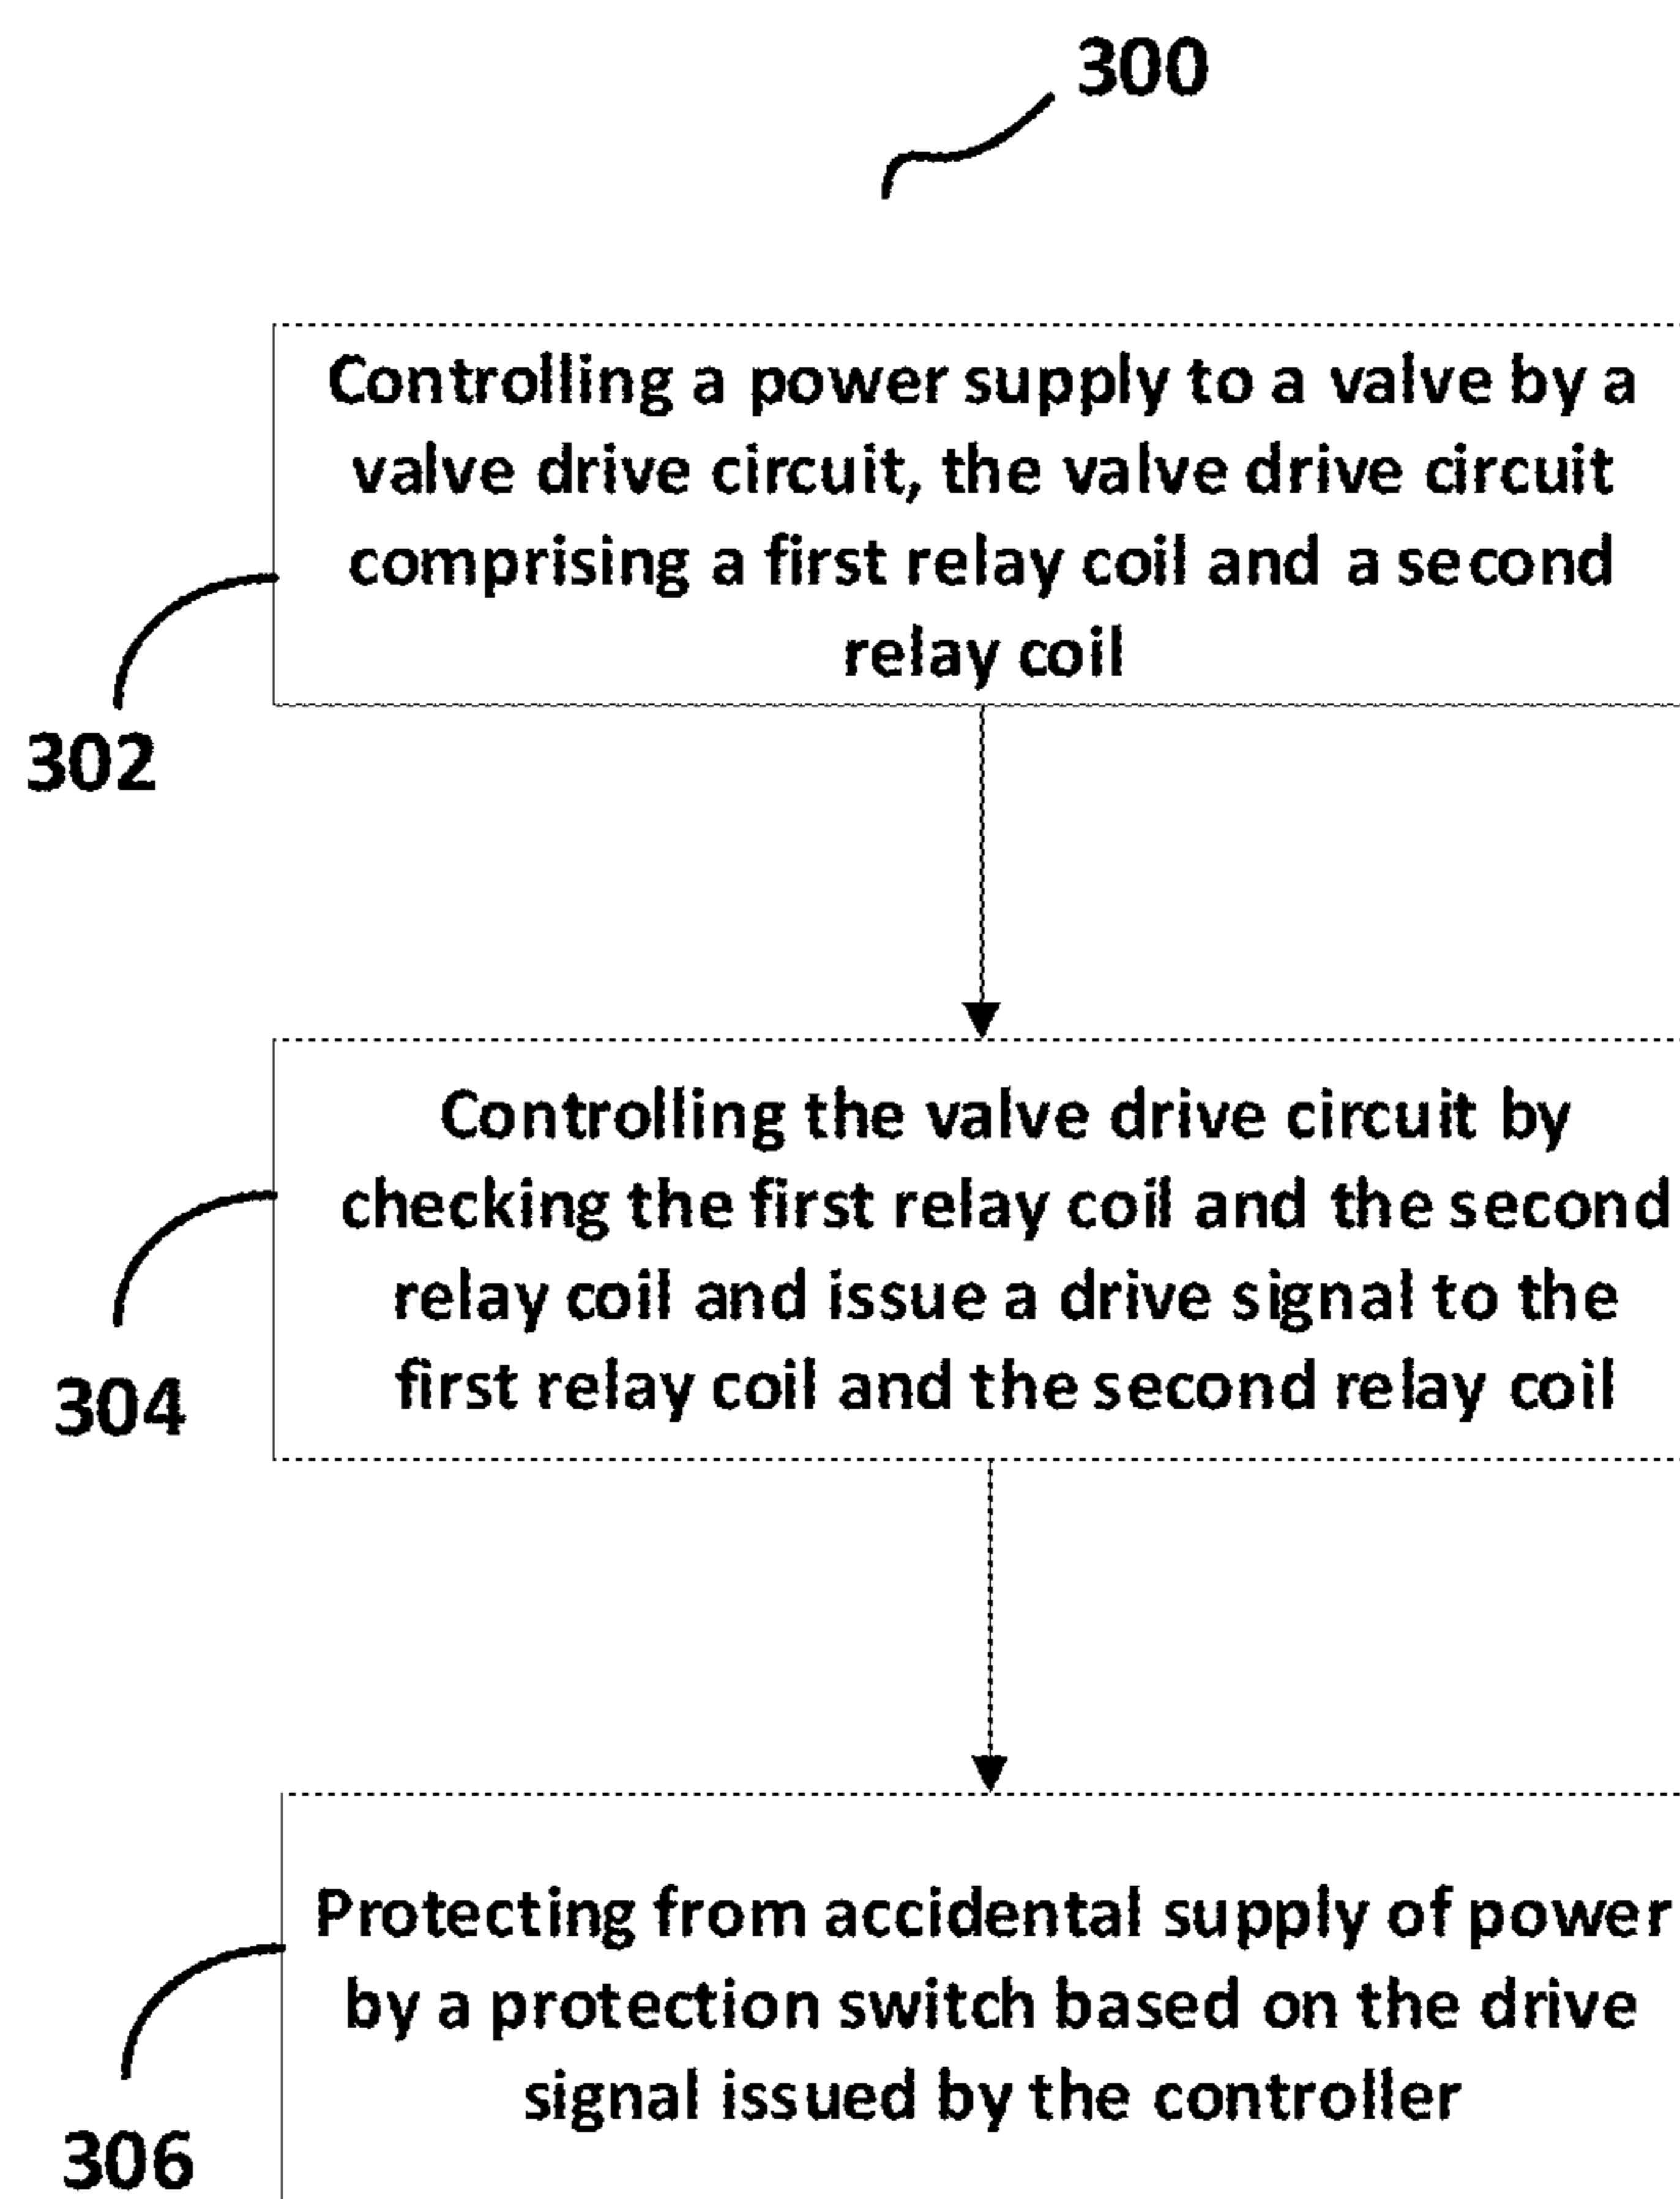 300
Controlling a power supply to a valve by a
valve drive circuit, the valve drive circuit
comprising a first relay coil and a second
relay coil
302
Controlling the valve drive circuit by
checking the first relay coil and the second
relay coil and issue a drive signal to the
first relay coil and the second relay coil
304
Protecting from accidental supply of power
by a protection switch based on the drive
signal issued by the controller
306